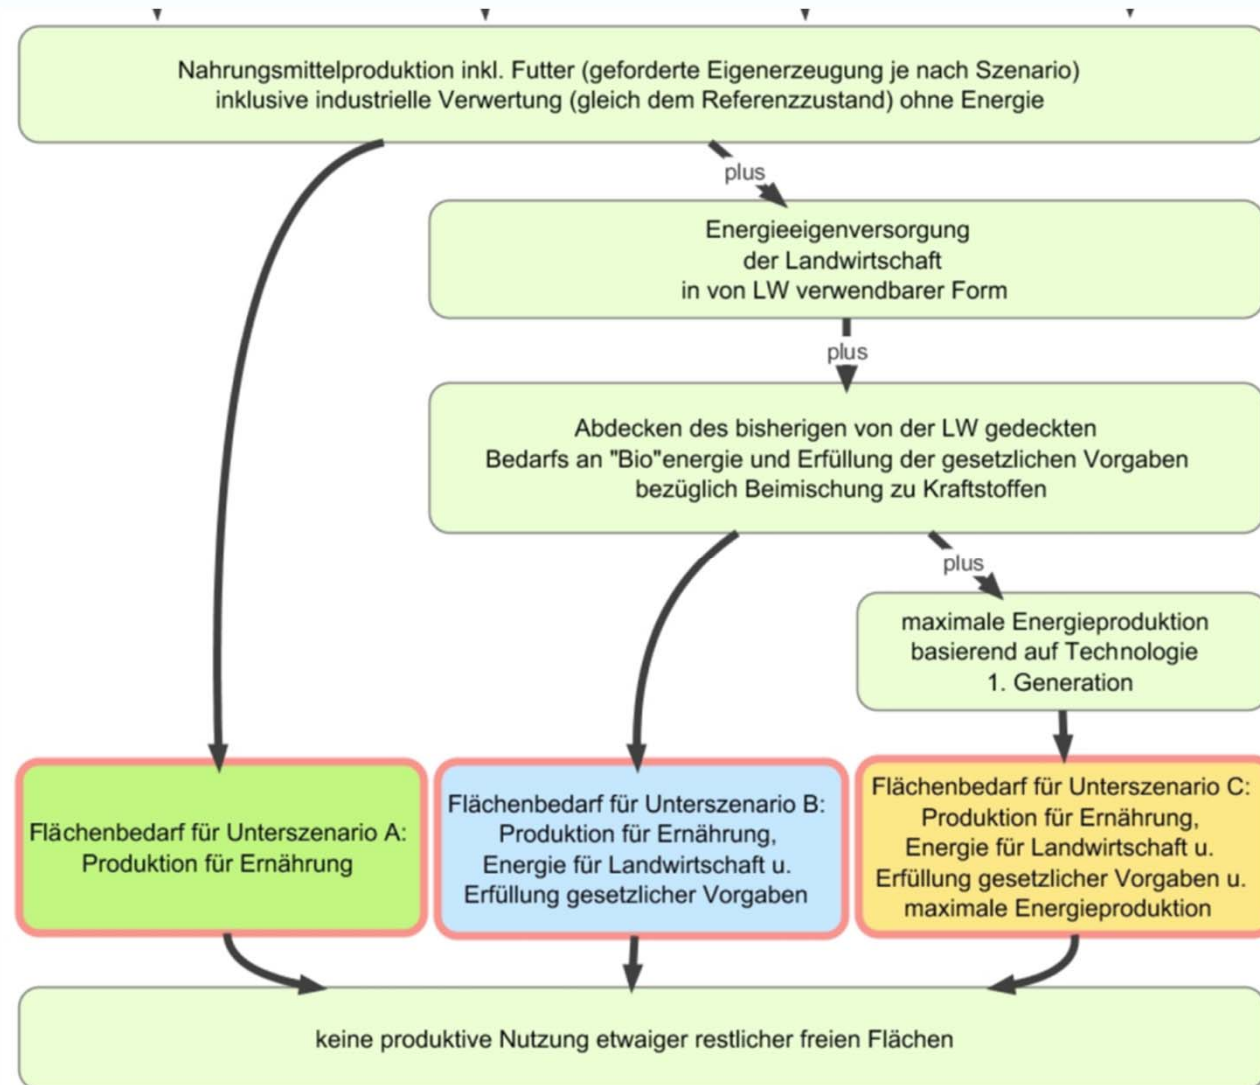 Nahrungsmittelproduktion inkl. Futter (geforderte Eigenerzeugung je nach Szenario)
inklusive industrielle Verwertung (gleich dem Referenzzustand) ohne Energie
plus
Energieeigenversorgung
der Landwirtschaft
in von LW verwendbarer Form
plus
Abdecken des bisherigen von der LW gedeckten
Bedarfs an "Bio"energie und Erfüllung der gesetzlichen Vorgaben
bezüglich Beimischung zu Kraftstoffen
plus
maximale Energieproduktion
basierend auf Technologie
1. Generation
Flächenbedarf für Unterszenario A:
Produktion für Ernährung
Flächenbedarf für Unterszenario B:
Produktion für Ernährung,
Energie für Landwirtschaft u.
Erfüllung gesetzlicher Vorgaben
Flächenbedarf für Unterszenario C:
Produktion für Ernährung,
Energie für Landwirtschaft u.
Erfüllung gesetzlicher Vorgaben u.
maximale Energieproduktion
keine produktive Nutzung etwaiger restlicher freien Flächen